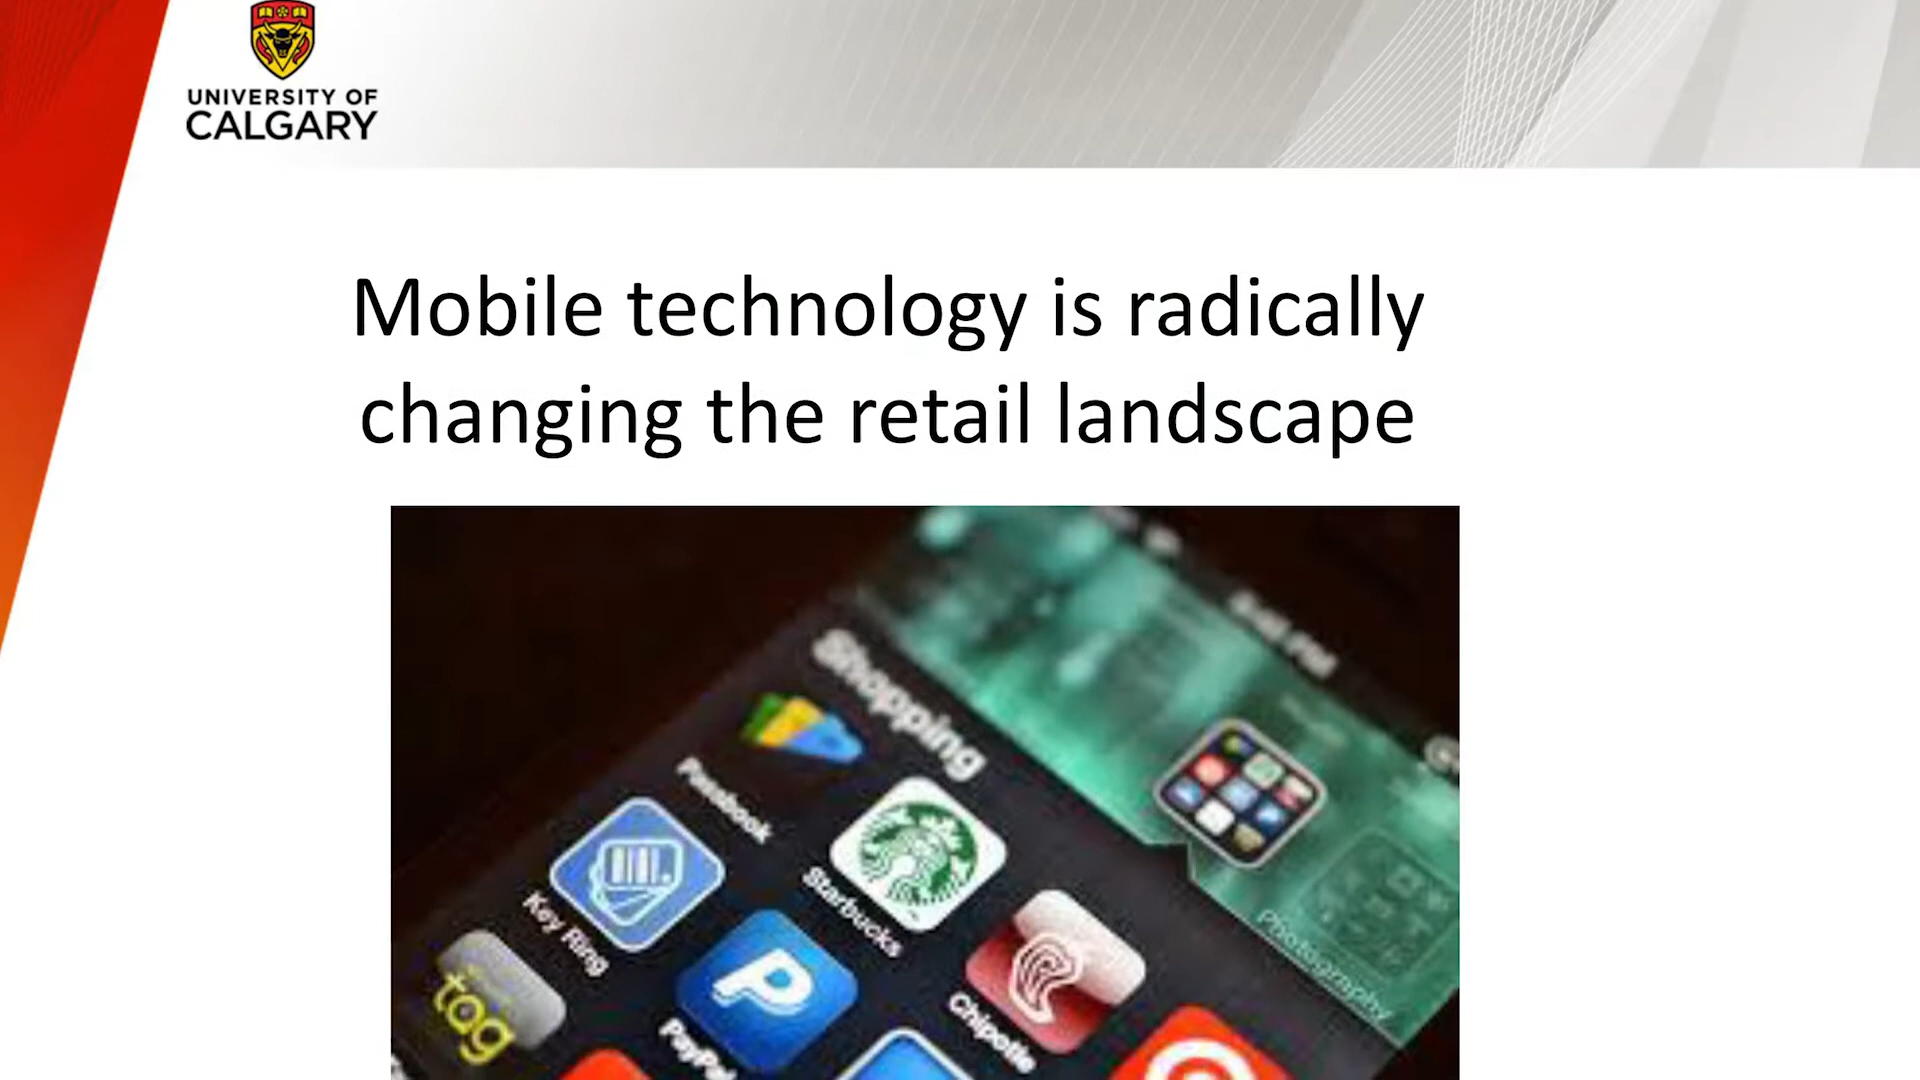 UNIVERSITY OF
CALGARY
Mobile technology is radically
changing the retail landscape
Shopping
Passbook
Starbucks
Key Ring
Chipotle
PayPal
tag
Photography